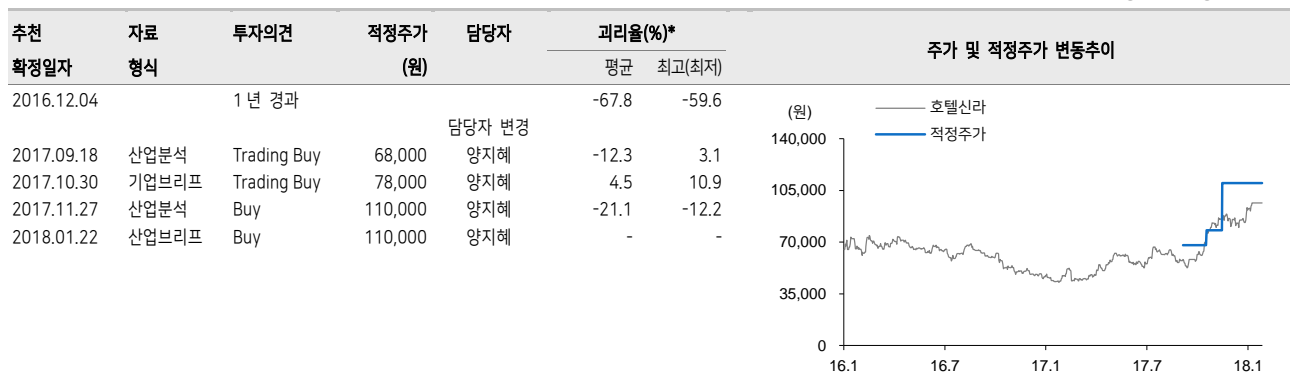 추천 자료 투자의견 적정주가 담당자 괴리율(%)* 주가 및 적정주가 변동추이
확정일자 형식 (원) 평균 최고(최저)
2016.12.04 1년 경과 -67.8 -59.6
담당자 변경
2017.09.18 산업분석 Trading Buy 68,000 양지혜 -12.3 3.1
2017.10.30 기업브리프 Trading Buy 78,000 양지혜 4.5 10.9
2017.11.27 산업분석 Buy 110,000 양지혜 -21.1 -12.2
2018.01.22 산업브리프 Buy 110,000 양지혜 - -
(원)
호텔신라
적정주가
140,000
105,000
70,000
35,000
0
16.1 16.7 17.1 17.7 18.1